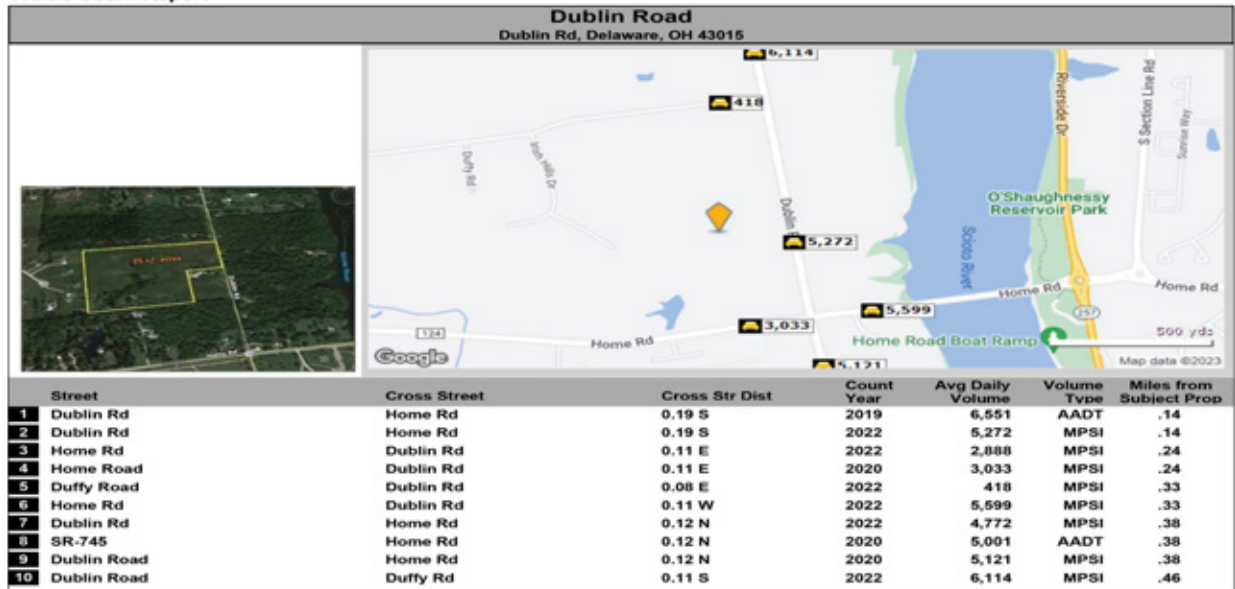 Dublin Road
Dublin Rd, Delaware, OH 43015
6,114
418
Riverside Dr
S Section Line Rd
Sunrise Way
Duffy Rd
Irish Hills Dr
O'Shaughnessy
Reservoir Park
5,272
Scioto River
Home Rd
Home Rd
257
5,599
124
3,033
Home Rd
Home Road Boat Ramp
500 yds
Google
5,121
Map data ©2023
Street Cross Street Cross Str Dist Count Year Avg Daily Volume Volume Type Miles from Subject Prop
1 Dublin Rd Home Rd 0.19 S 2019 6,551 AADT .14
2 Dublin Rd Home Rd 0.19 S 2022 5,272 MPSI .14
3 Home Rd Dublin Rd 0.11 E 2022 2,888 MPSI .24
4 Home Road Dublin Rd 0.11 E 2020 3,033 MPSI .24
5 Duffy Road Dublin Rd 0.08 E 2022 418 MPSI .33
6 Home Rd Dublin Rd 0.11 W 2022 5,599 MPSI .33
7 Dublin Rd Home Rd 0.12 N 2022 4,772 MPSI .38
8 SR-745 Home Rd 0.12 N 2020 5,001 AADT .38
9 Dublin Road Home Rd 0.12 N 2020 5,121 MPSI .38
10 Dublin Road Duffy Rd 0.11 S 2022 6,114 MPSI .46